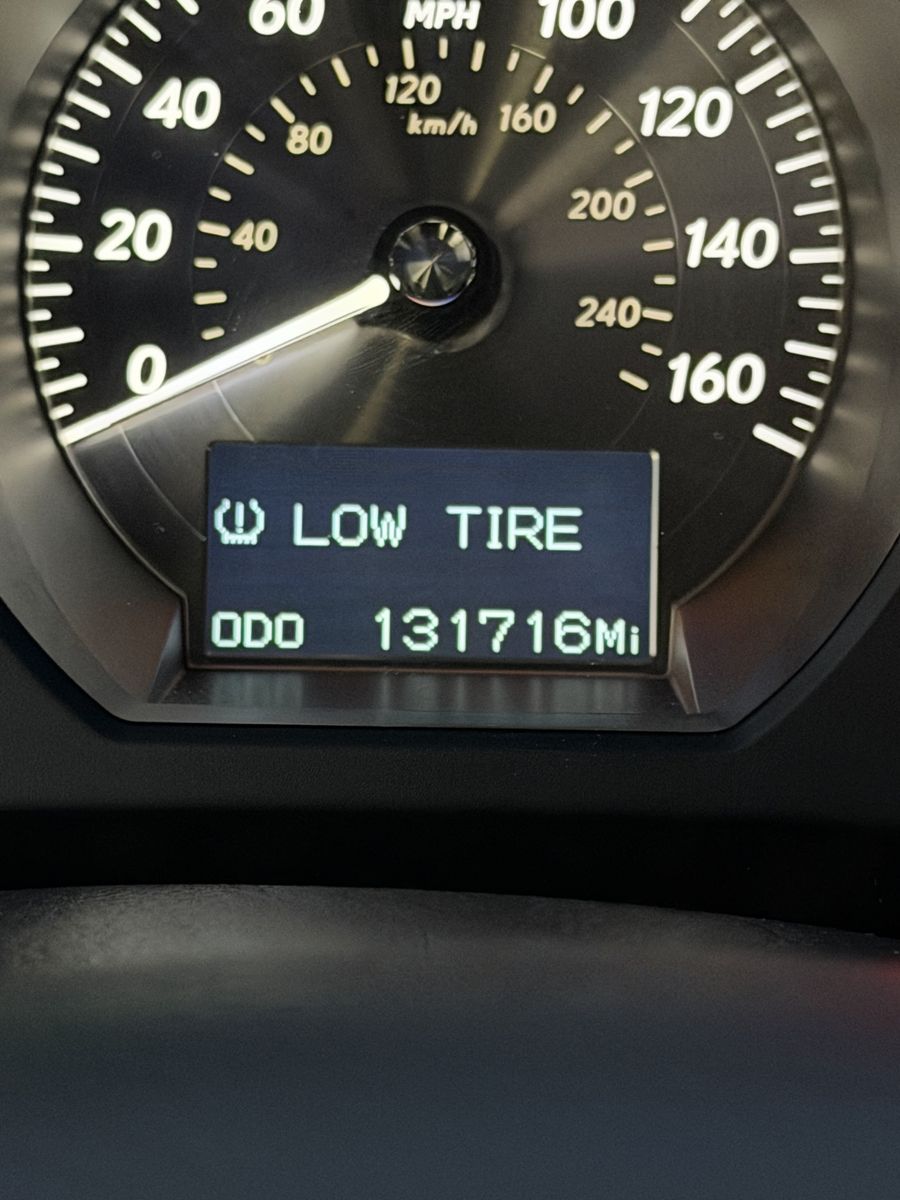 60 MPH 100
40 120 120
80 km/h 160
20 40 200 140
240
0 160
LOW TIRE
ODO 131716Mi